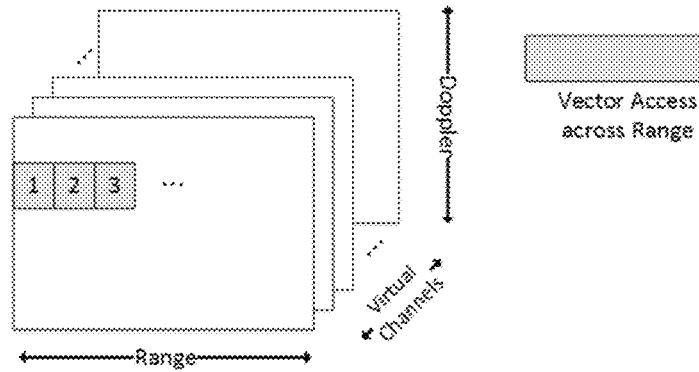 Doppler
Vector Access
across Range
1 2 3 ...
...
...
Virtual
Channels
Range